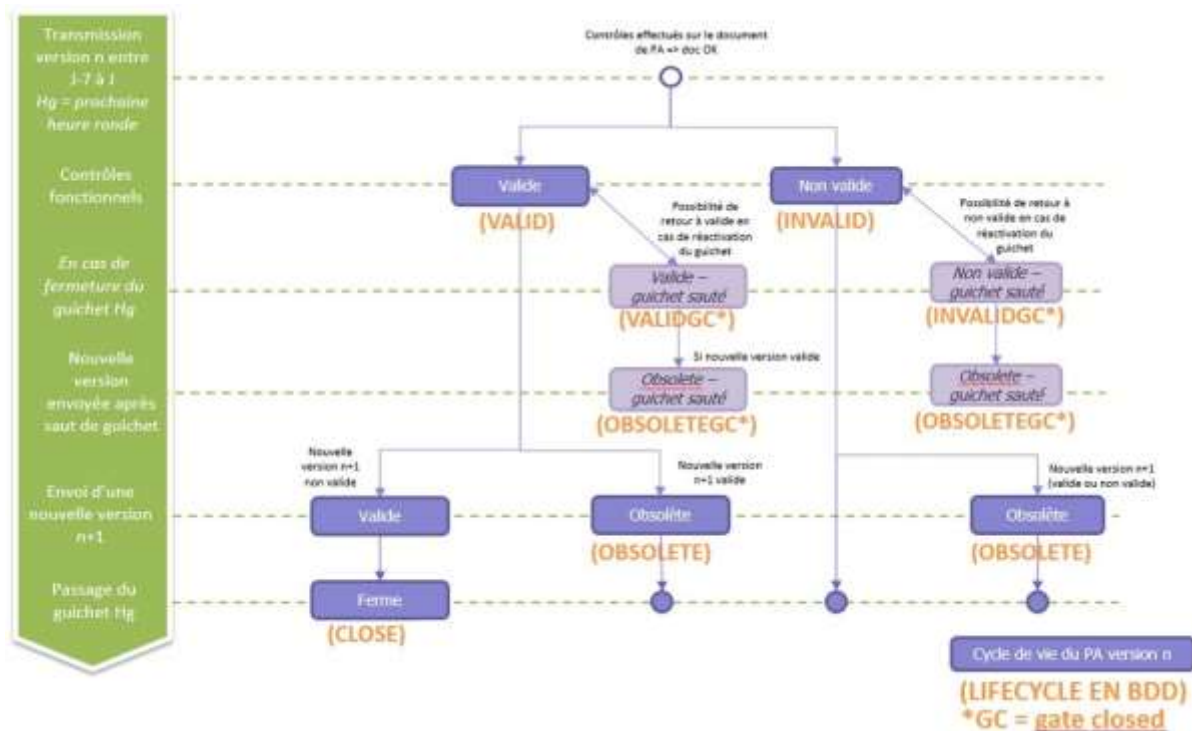 Transmission
version n entre
J-7 à J
Hg = prochaine
heure ronde
Contrôles effectués sur le document
de PA => doc OK
Contrôles
fonctionnels
Valide
(VALID)
Non valide
(INVALID)
Possibilité de
retour à valide en
cas de réactivation
du guichet
Possibilité de retour à
non valide en cas de
réactivation du
guichet
En cas de
fermeture du
guichet Hg
Valide –
guichet sauté
(VALIDGC*)
Non valide –
guichet sauté
(INVALIDGC*)
Nouvelle
version
envoyée après
saut de guichet
Si nouvelle version valide
Obsolete –
guichet sauté
(OBSOLETEGC*)
Obsolete –
guichet sauté
(OBSOLETEGC*)
Nouvelle
version n+1
non valide
Nouvelle version
n+1 valide
Nouvelle version n+1
(valide ou non valide)
Envoi d'une
nouvelle version
n+1
Valide
Obsolète
(OBSOLETE)
Obsolète
(OBSOLETE)
Passage du
guichet Hg
Ferme
(CLOSE)
Cycle de vie du PA version n
(LIFECYCLE EN BDD)
*GC = gate closed